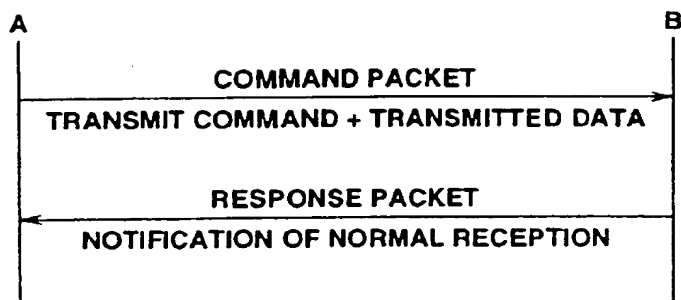 A B
COMMAND PACKET
TRANSMIT COMMAND + TRANSMITTED DATA
RESPONSE PACKET
NOTIFICATION OF NORMAL RECEPTION